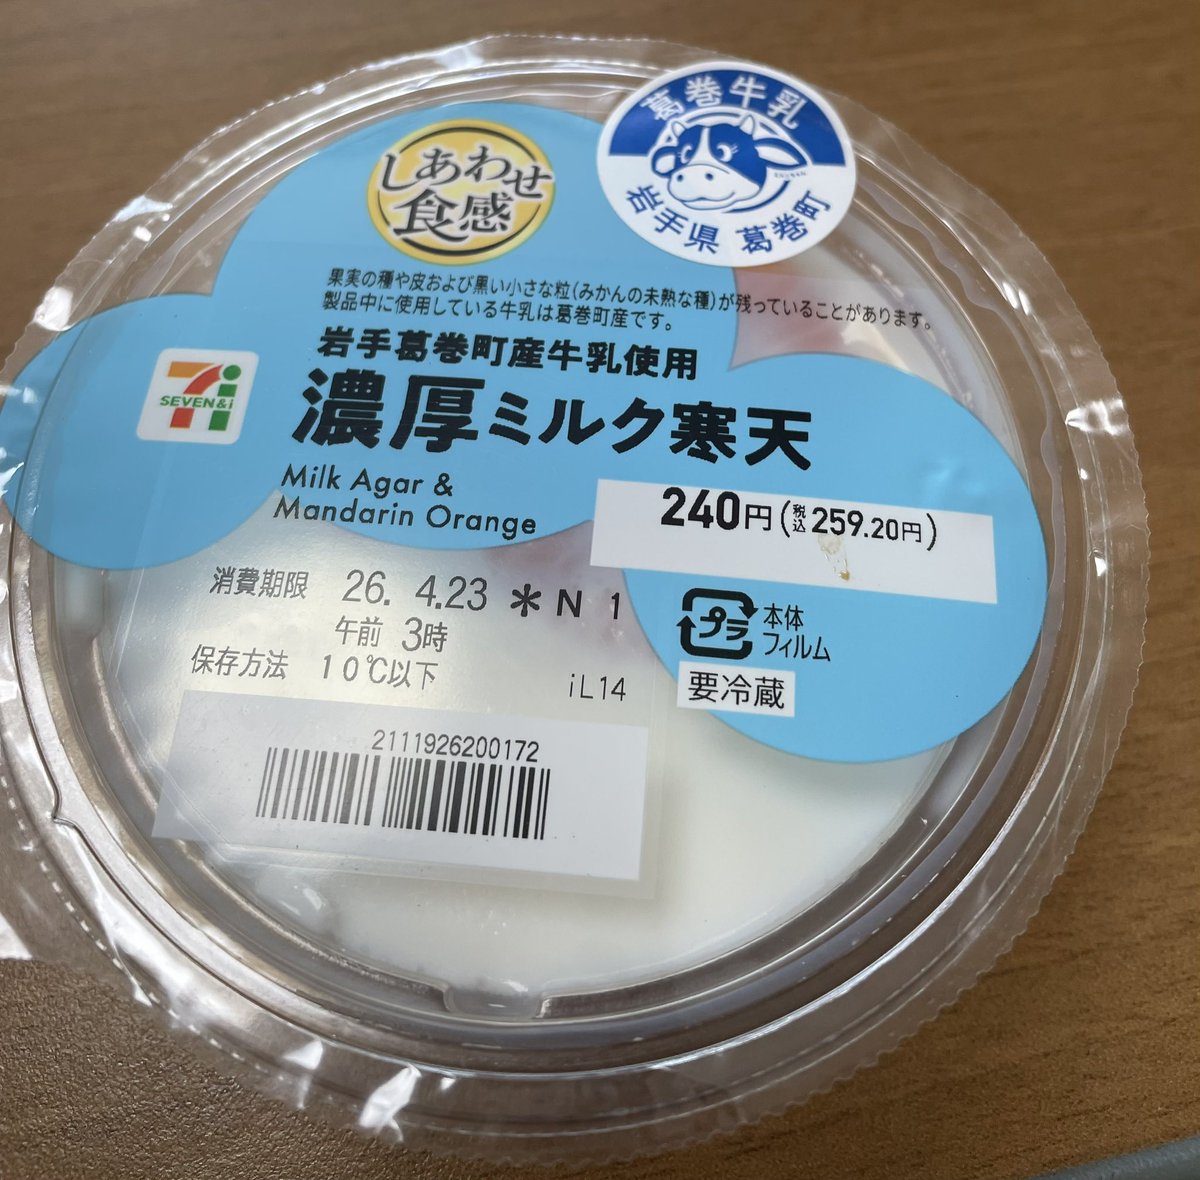 葛巻牛乳
岩手県 葛巻町
しあわせ
食感
果実の種や皮および黒い小さな粒(みかんの未熟な種)が残っていることがあります。
製品中に使用している牛乳は葛巻町産です。
岩手葛巻町産牛乳使用
SEVEN&i
濃厚ミルク寒天
Milk Agar &
Mandarin Orange
240円(税込259.20円)
消費期限 26. 4.23 *N 1
午前 3時
保存方法 10℃以下
iL14
プラ
本体
フィルム
要冷蔵
2111926200172